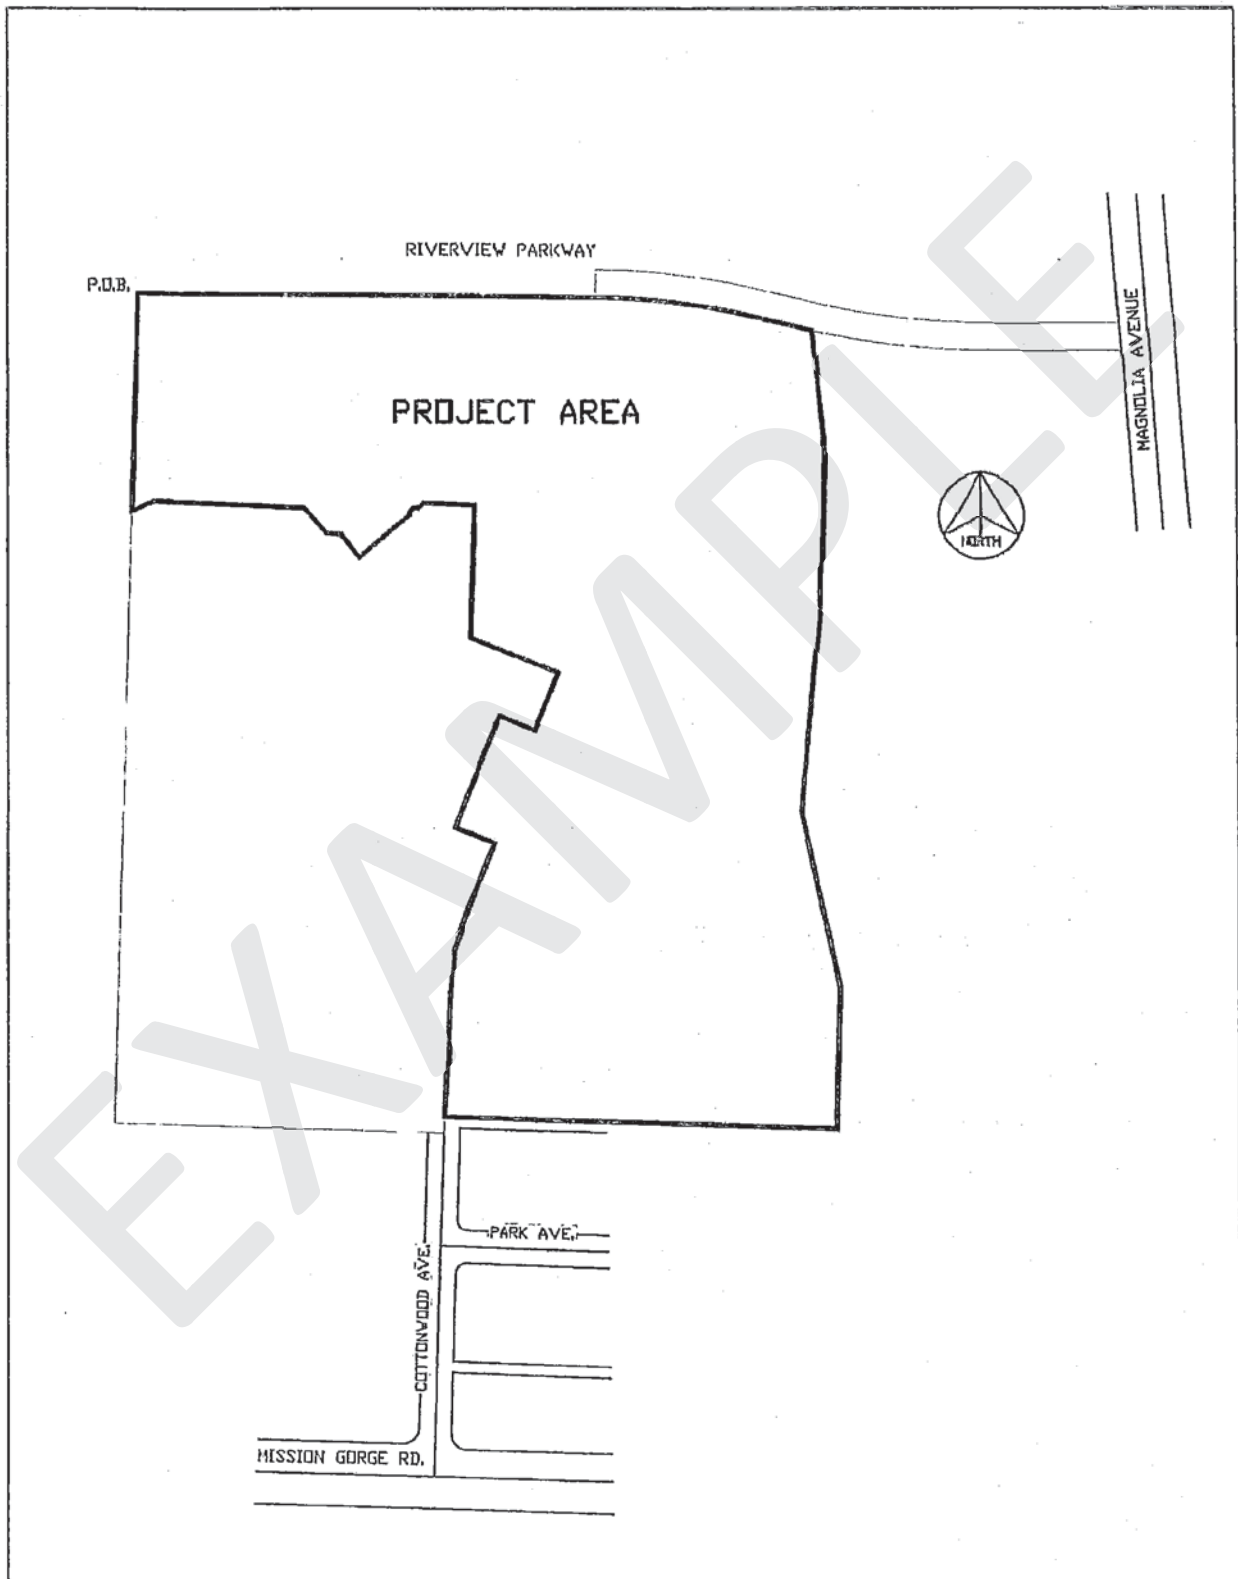 RIVERVIEW PARKWAY
P.O.B.
MAGNOLIA AVENUE
PROJECT AREA
NORTH
EXAMPLE
PARK AVE.
COTTONWOOD AVE.
MISSION GORGE RD.